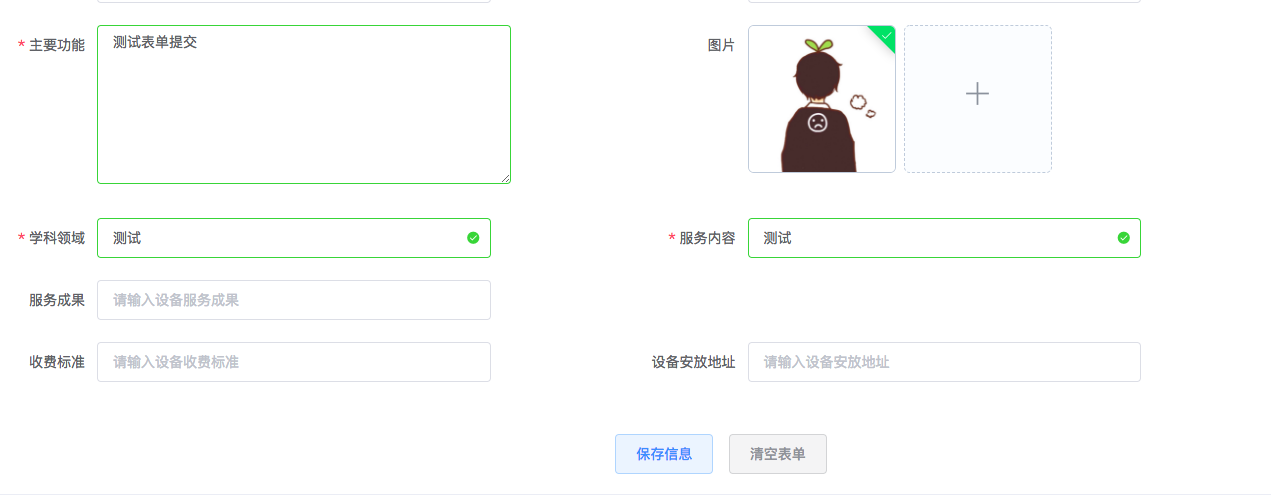 * 主要功能
测试表单提交
图片
* 学科领域
测试
* 服务内容
测试
服务成果
请输入设备服务成果
收费标准
请输入设备收费标准
设备安放地址
请输入设备安放地址
保存信息
清空表单